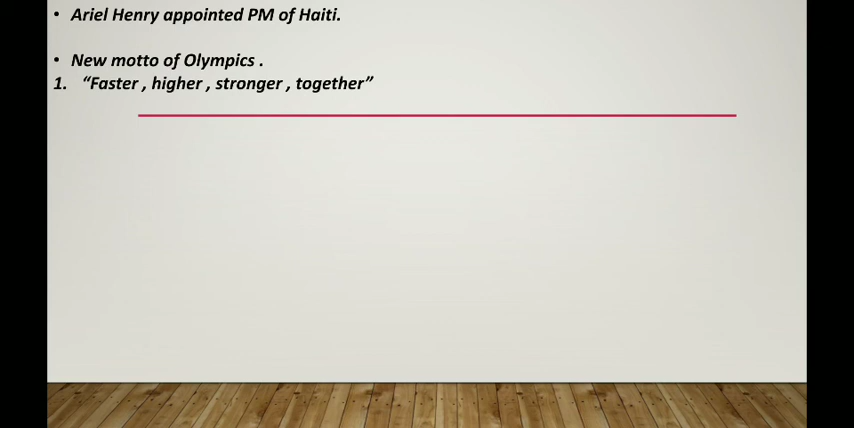 • Ariel Henry appointed PM of Haiti.
• New motto of Olympics .
1. “Faster , higher , stronger , together”